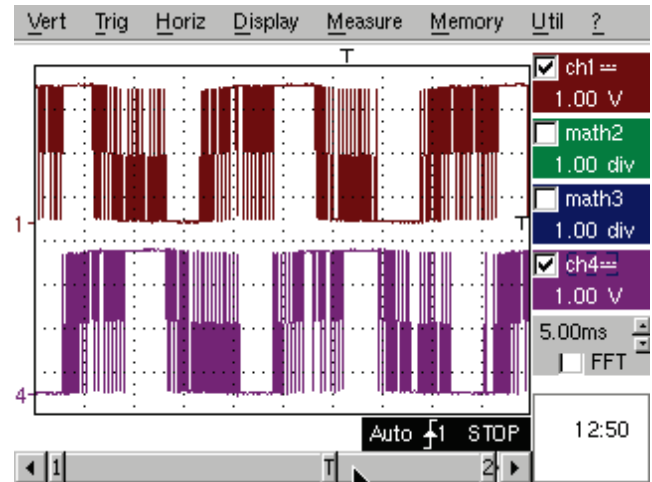 Vert Trig Horiz Display Measure Memory Util ?
T
ch1
1.00 V
math2
1.00 div
math3
1.00 div
ch4
1.00 V
1
T
4
5.00ms
FFT
Auto 1 STOP
12:50
1 T 2